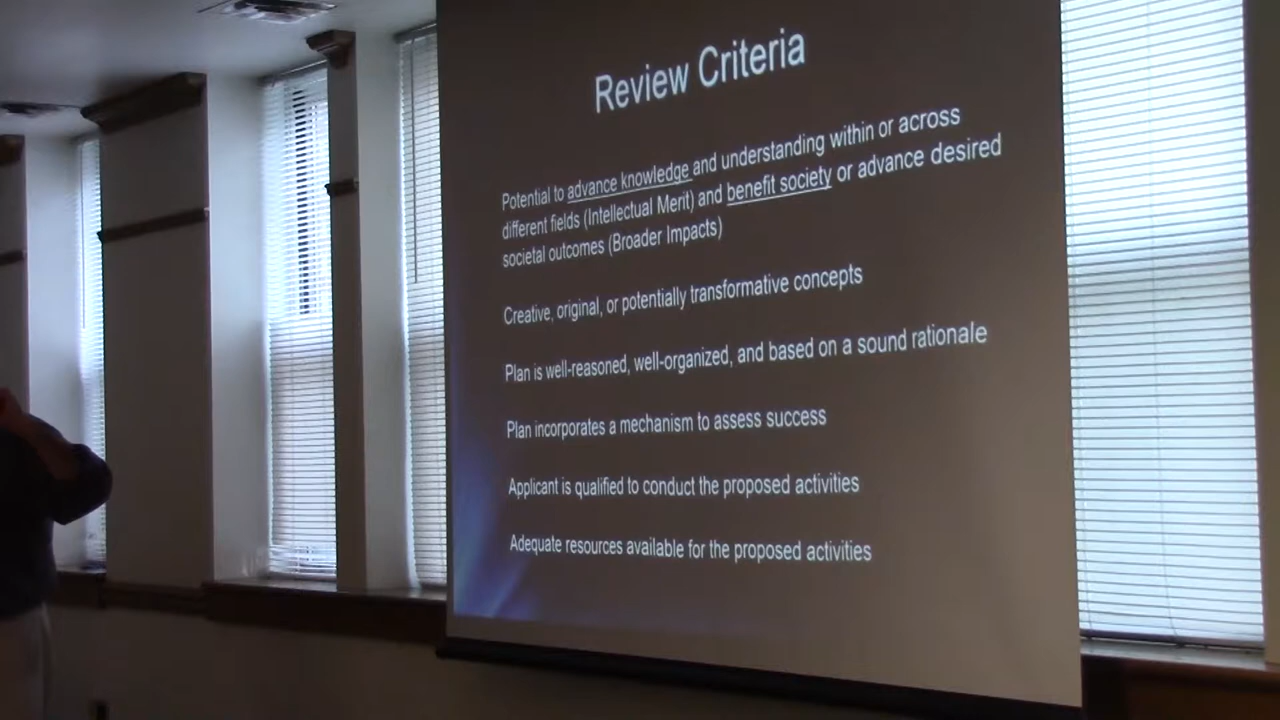 Review Criteria
Potential to advance knowledge and understanding within or across
different fields (Intellectual Merit) and benefit society or advance desired
societal outcomes (Broader Impacts)
Creative, original, or potentially transformative concepts
Plan is well-reasoned, well-organized, and based on a sound rationale
Plan incorporates a mechanism to assess success
Applicant is qualified to conduct the proposed activities
Adequate resources available for the proposed activities